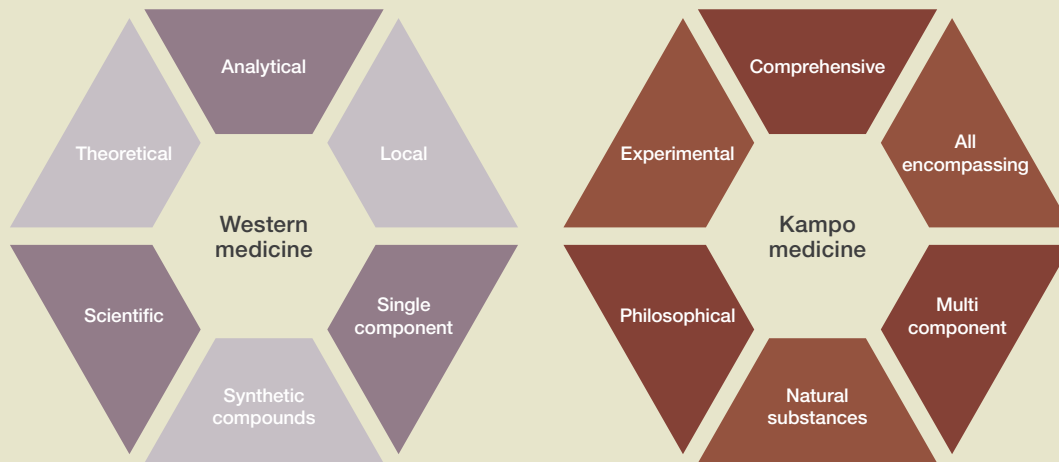 Analytical
Theoretical
Local
Western
medicine
Scientific
Single
component
Synthetic
compounds
Comprehensive
Experimental
All
encompassing
Kampo
medicine
Philosophical
Multi
component
Natural
substances